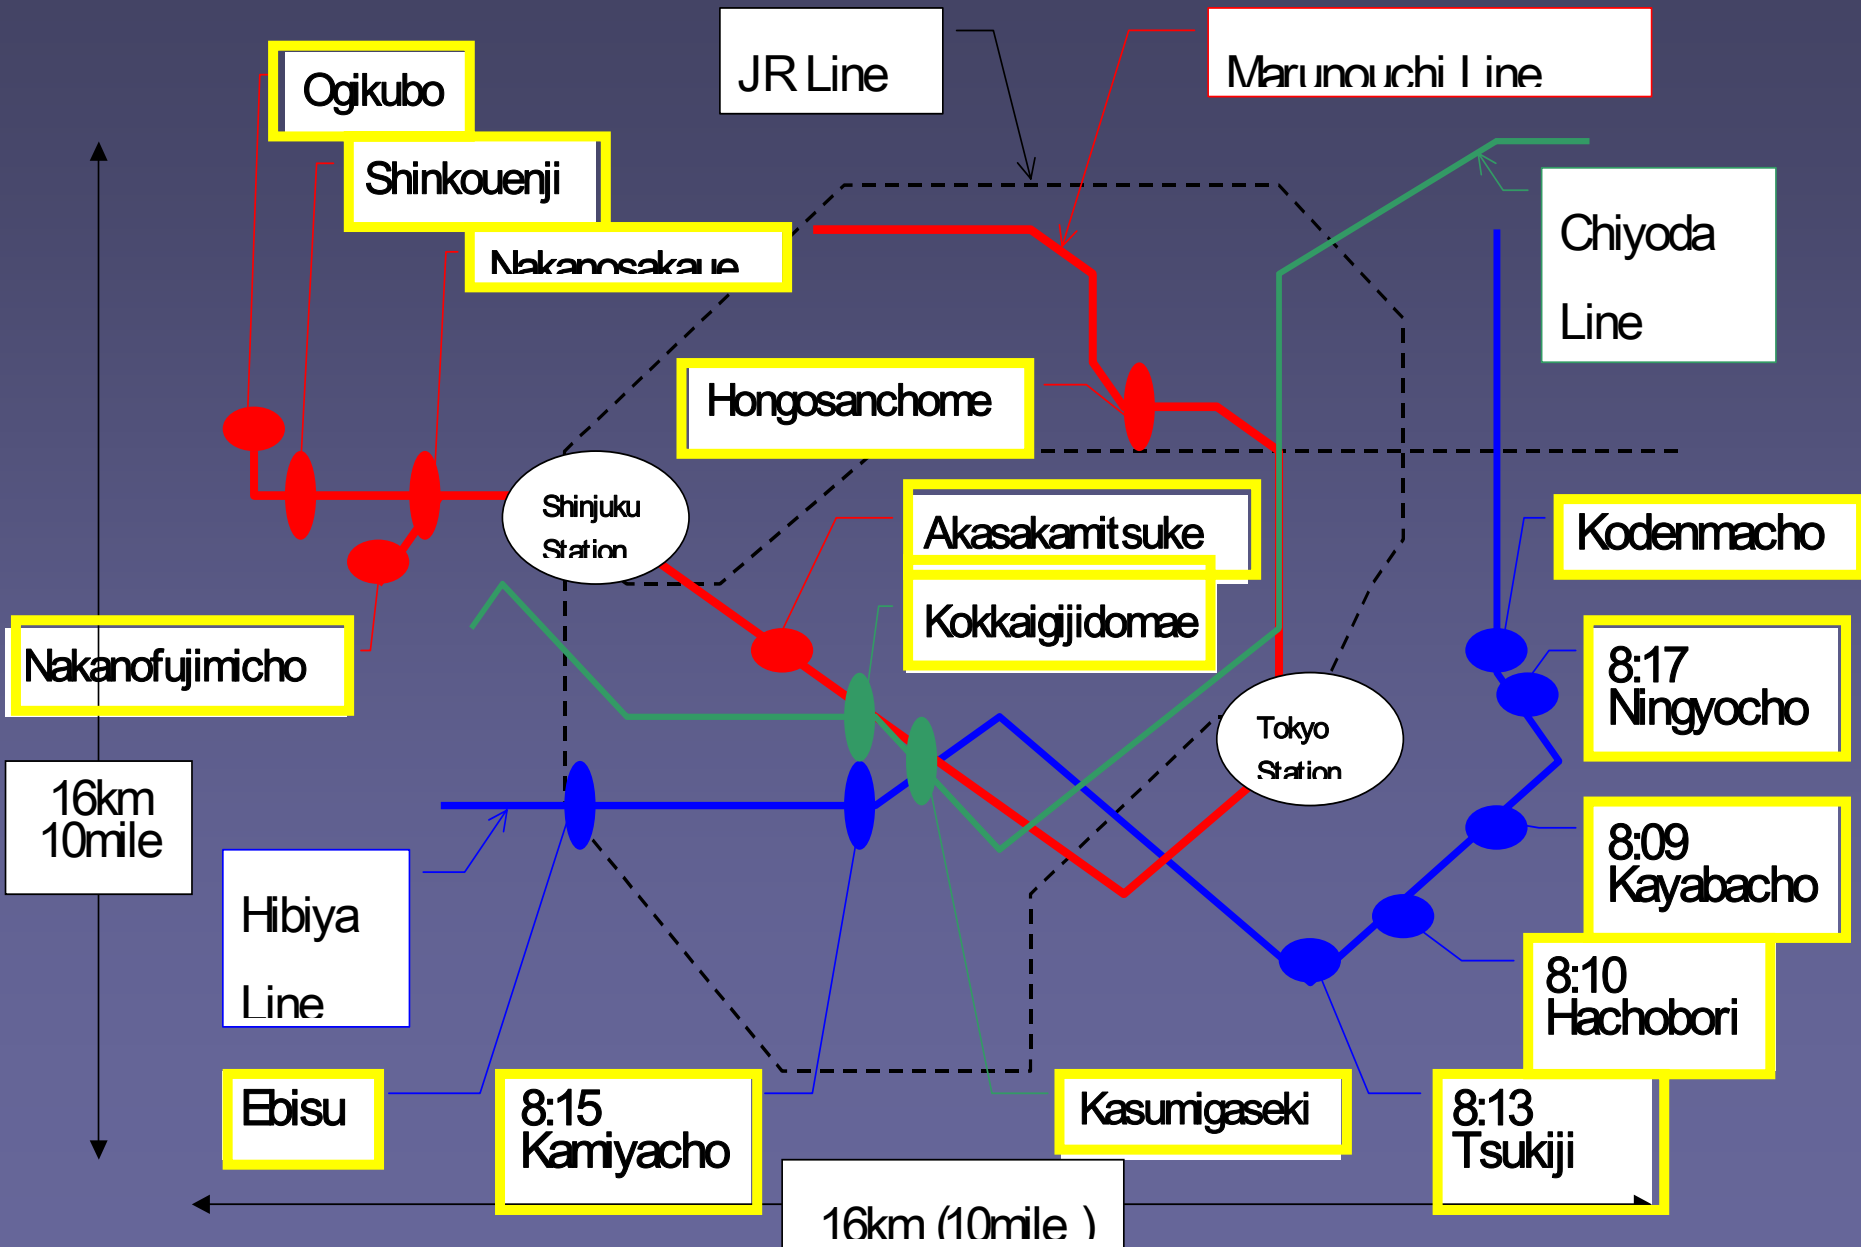 JR Line
Marunouchi Line
Ogikubo
Shinkouenji
Nakanosakaue
Chiyoda
Line
Hongosanchome
Shinjuku
Station
Akasakamitsuke
Kokkaigijidomae
Kodenmacho
Nakanofujimicho
8:17
Ningyocho
Tokyo
Station
16km
10mile
8:09
Kayabacho
Hibiya
Line
8:10
Hachobori
Ebisu
8:15
Kamiyacho
Kasumigaseki
8:13
Tsukiji
16km (10mile )